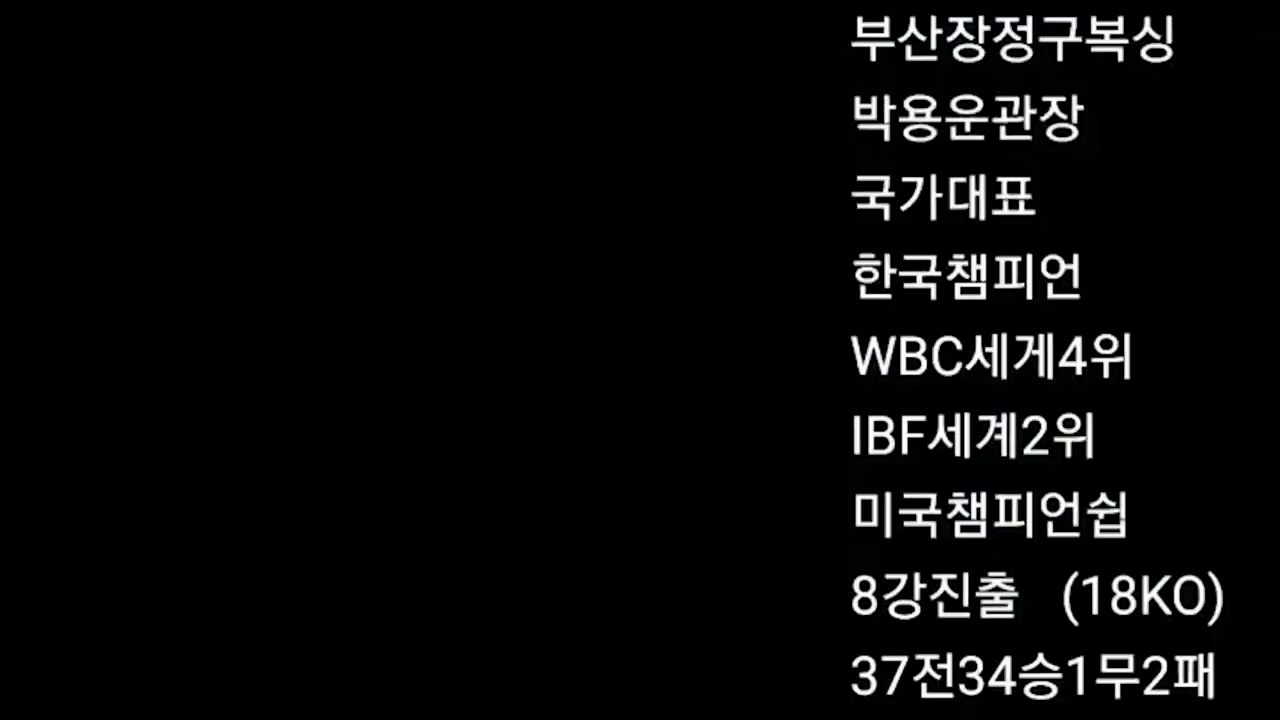 부산장정구복싱
박용운관장
국가대표
한국챔피언
WBC세게4위
IBF세계2위
미국챔피언쉽
8강진출 (18KO)
37전34승1무2패